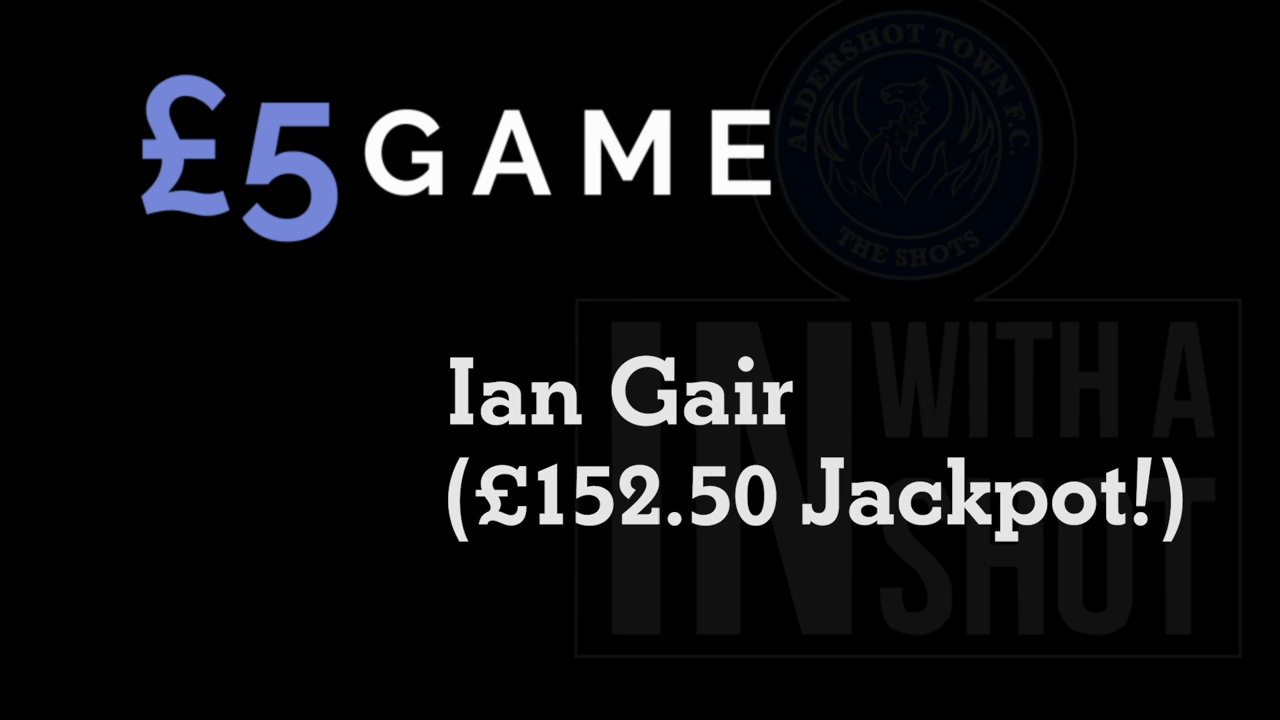 £5 GAME
ALDERSHOT TOWN F.C.
THE SHOTS
Ian Gair
(£152.50 Jackpot!)
IN WITH A
SHOT